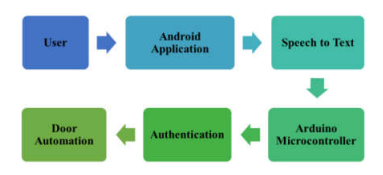 User
Android
Application
Speech to Text
Arduino
Microcontroller
Authentication
Door
Automation